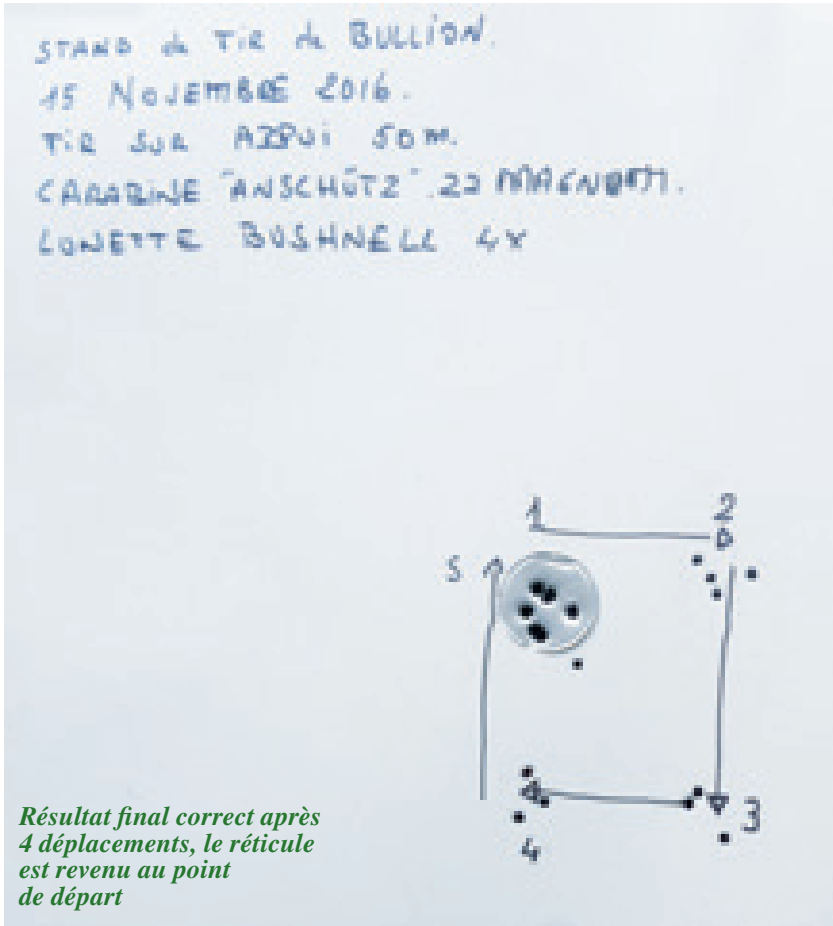 STAND de TiR de BULLiON.
15 NOVEMBRE 2016.
TiR SUR APPUi 50 m.
CARABINE "ANSCHÜTZ" .22 MAGNUM.
LUNETTE BUSHNELL 4x
1 2
5
3
4
Résultat final correct après
4 déplacements, le réticule
est revenu au point
de départ